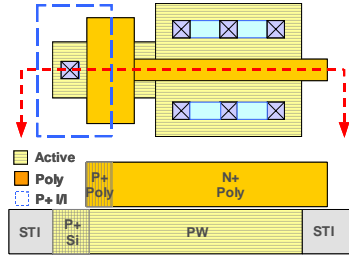 Active
Poly
P+ I/I
P+ Poly
N+ Poly
STI
P+ Si
PW
STI